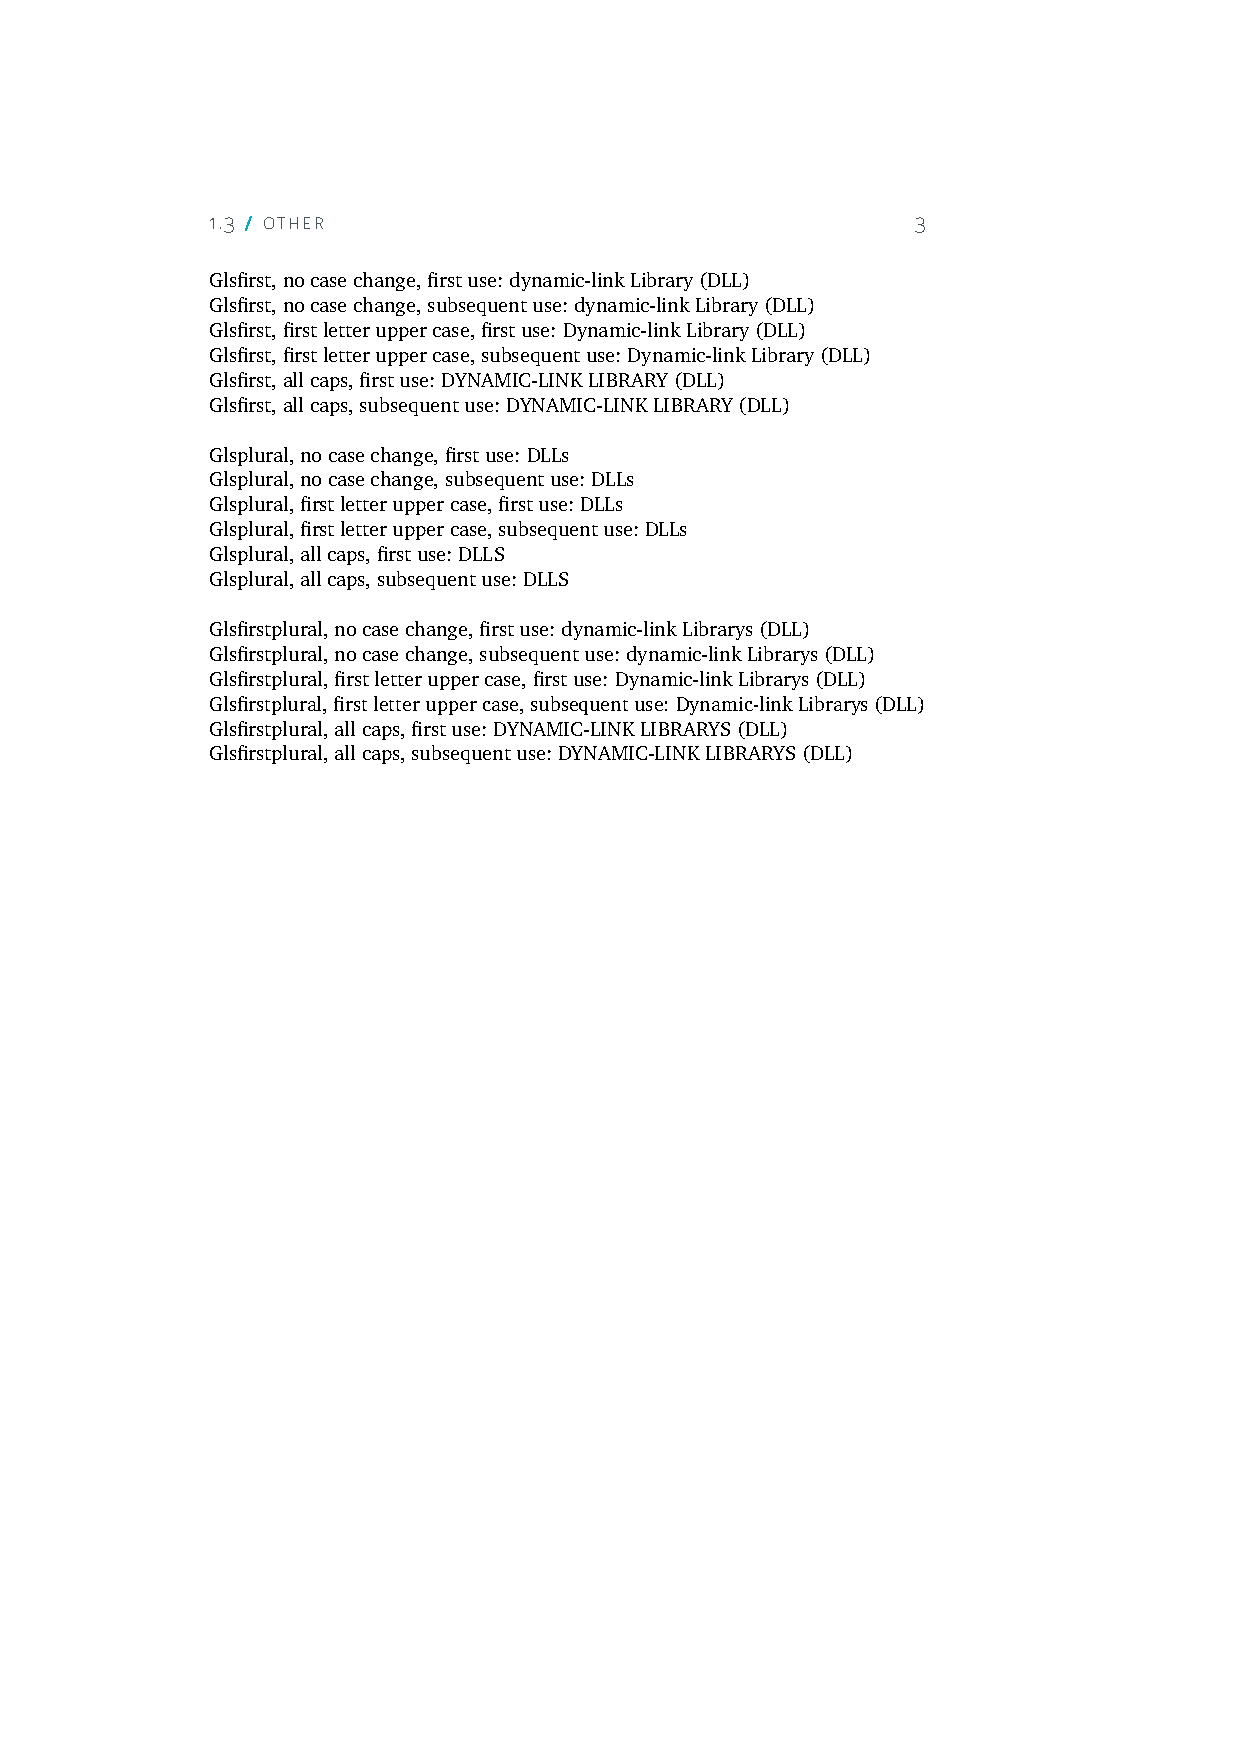 1.3 / OTHER 3
Glsfirst, no case change, first use: dynamic-link Library (DLL)
Glsfirst, no case change, subsequent use: dynamic-link Library (DLL)
Glsfirst, first letter upper case, first use: Dynamic-link Library (DLL)
Glsfirst, first letter upper case, subsequent use: Dynamic-link Library (DLL)
Glsfirst, all caps, first use: DYNAMIC-LINK LIBRARY (DLL)
Glsfirst, all caps, subsequent use: DYNAMIC-LINK LIBRARY (DLL)
Glsplural, no case change, first use: DLLs
Glsplural, no case change, subsequent use: DLLs
Glsplural, first letter upper case, first use: DLLs
Glsplural, first letter upper case, subsequent use: DLLs
Glsplural, all caps, first use: DLLS
Glsplural, all caps, subsequent use: DLLS
Glsfirstplural, no case change, first use: dynamic-link Librarys (DLL)
Glsfirstplural, no case change, subsequent use: dynamic-link Librarys (DLL)
Glsfirstplural, first letter upper case, first use: Dynamic-link Librarys (DLL)
Glsfirstplural, first letter upper case, subsequent use: Dynamic-link Librarys (DLL)
Glsfirstplural, all caps, first use: DYNAMIC-LINK LIBRARYS (DLL)
Glsfirstplural, all caps, subsequent use: DYNAMIC-LINK LIBRARYS (DLL)